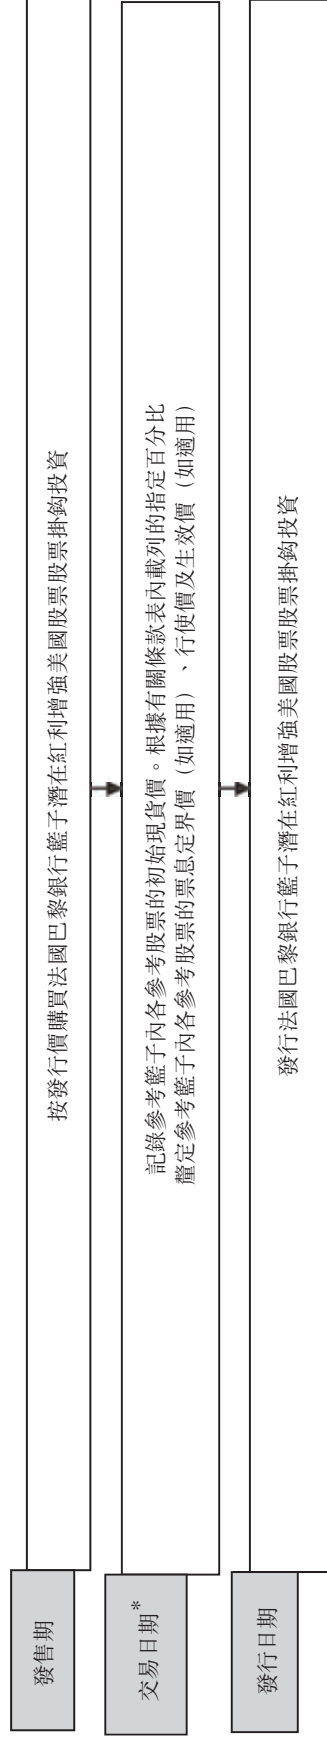 發售期
按發行價購買法國巴黎銀行籃子潛在紅利增強美國股票股票掛鈎投資
交易日期*
記錄參考籃子內各參考股票的初始現貨價。根據有關條款表內載列的指定百分比
釐定參考籃子內各參考股票的票息定界價（如適用）、行使價及生效價（如適用）
發行日期
發行法國巴黎銀行籃子潛在紅利增強美國股票股票掛鈎投資